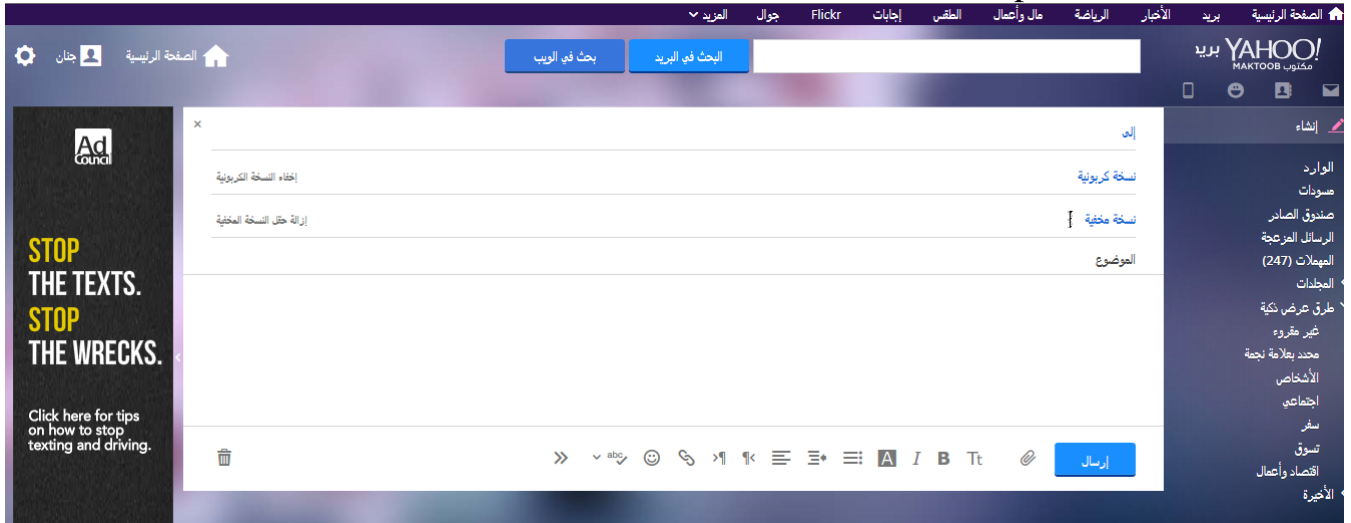 الصفحة الرئيسية بريد الأخبار الرياضة مال وأعمال الطقس إجابات Flickr جوال المزيد
YAHOO! بريد
MAKTOOB مكتوب
البحث في البريد
بحث في الويب
الصفحة الرئيسية
جنان
إنشاء
الوارد
مسودات
صندوق الصادر
الرسائل المزعجة
المهملات (247)
المجلدات
طرق عرض ذكية
غير مقروء
محدد بعلامة نجمة
الأشخاص
اجتماعي
سفر
تسوق
اقتصاد وأعمال
الأخيرة
إلى ×
نسخة كربونية إخفاء النسخة الكربونية
نسخة مخفية إزالة حقل النسخة المخفية
الموضوع
إرسال Tt B I A abc
Ad
Council
STOP
THE TEXTS.
STOP
THE WRECKS.
Click here for tips
on how to stop
texting and driving.